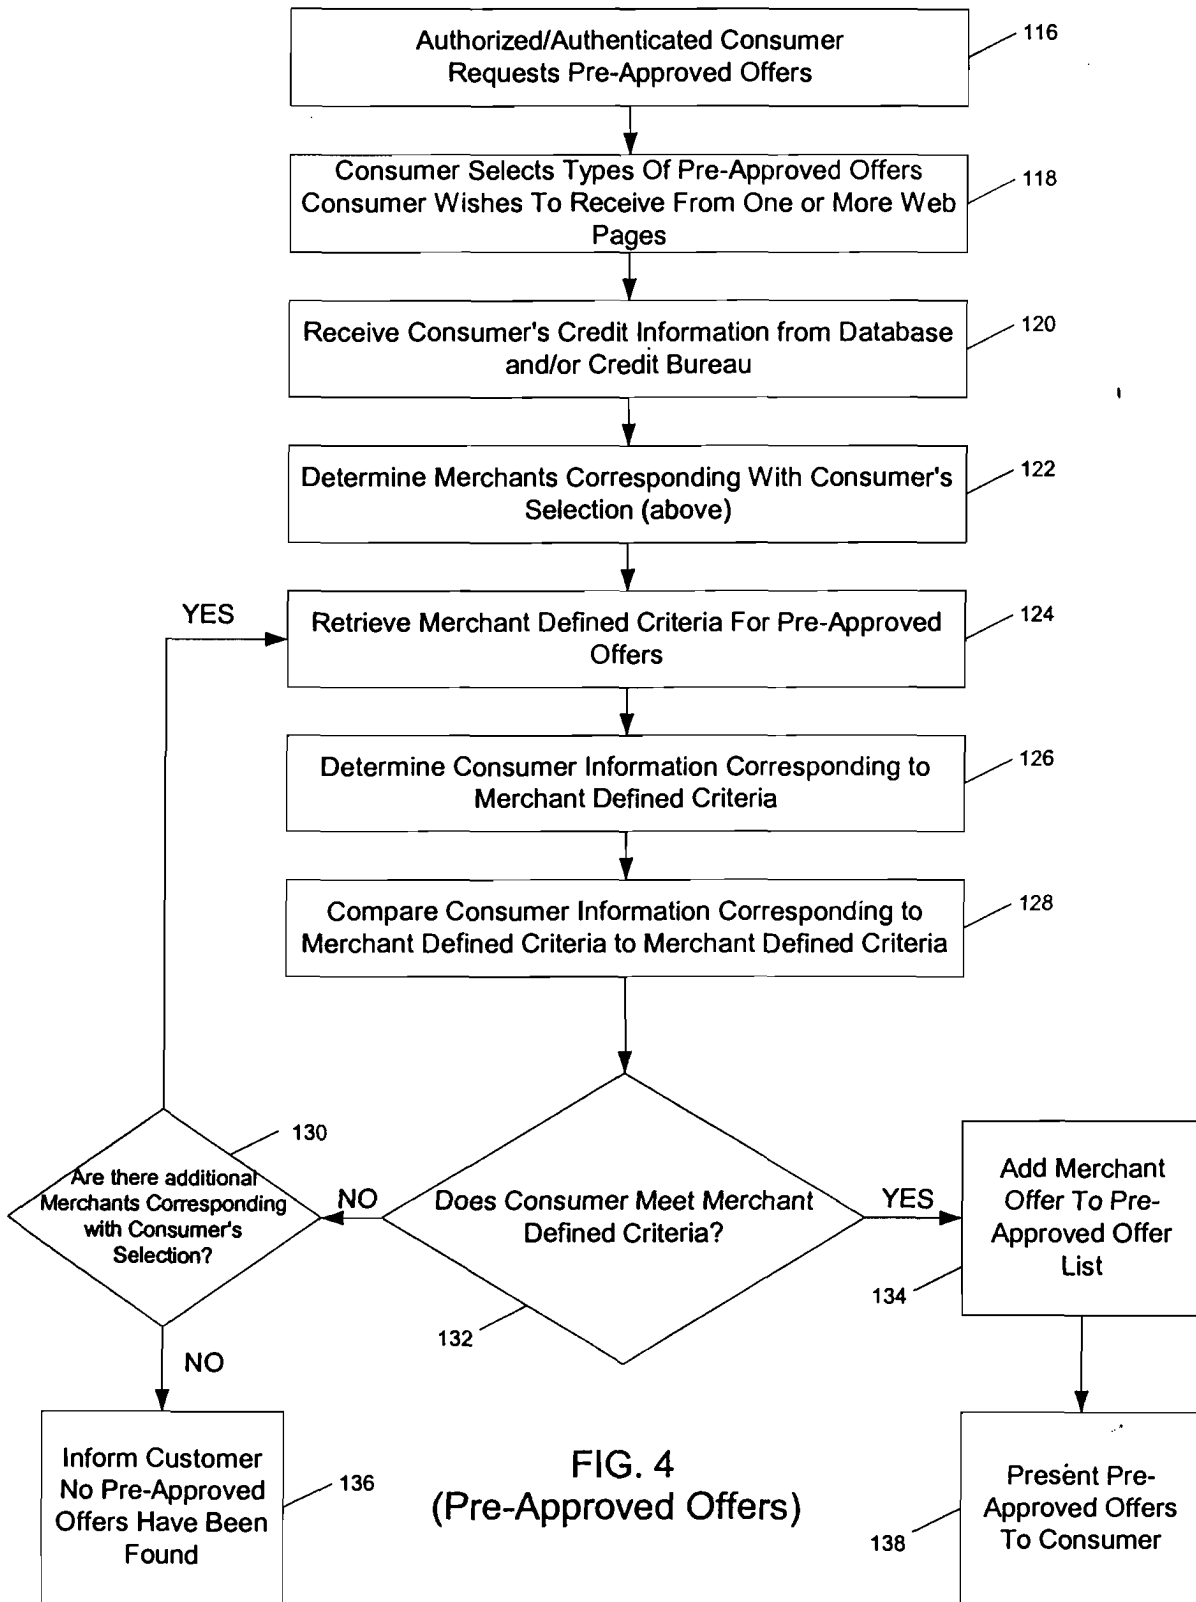 Authorized/Authenticated Consumer
Requests Pre-Approved Offers
116
Consumer Selects Types Of Pre-Approved Offers
Consumer Wishes To Receive From One or More Web
Pages
118
Receive Consumer's Credit Information from Database
and/or Credit Bureau
120
Determine Merchants Corresponding With Consumer's
Selection (above)
122
YES
Retrieve Merchant Defined Criteria For Pre-Approved
Offers
124
Determine Consumer Information Corresponding to
Merchant Defined Criteria
126
Compare Consumer Information Corresponding to
Merchant Defined Criteria to Merchant Defined Criteria
128
130
Are there additional
Merchants Corresponding
with Consumer's
Selection?
NO
Does Consumer Meet Merchant
Defined Criteria?
132
YES
Add Merchant
Offer To Pre-
Approved Offer
List
134
NO
Inform Customer
No Pre-Approved
Offers Have Been
Found
136
FIG. 4
(Pre-Approved Offers)
Present Pre-
Approved Offers
To Consumer
138